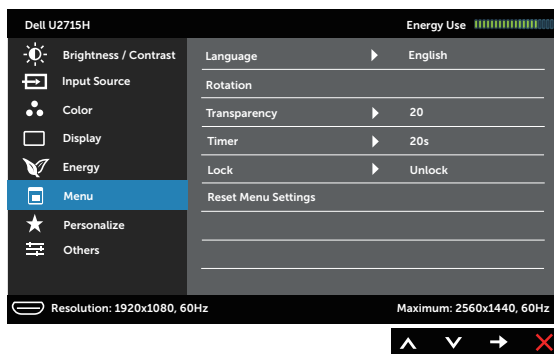 Dell U2715H Energy Use
Brightness / Contrast
Input Source
Color
Display
Energy
Menu
Personalize
Others
Language English
Rotation
Transparency 20
Timer 20s
Lock Unlock
Reset Menu Settings
Resolution: 1920x1080, 60Hz Maximum: 2560x1440, 60Hz